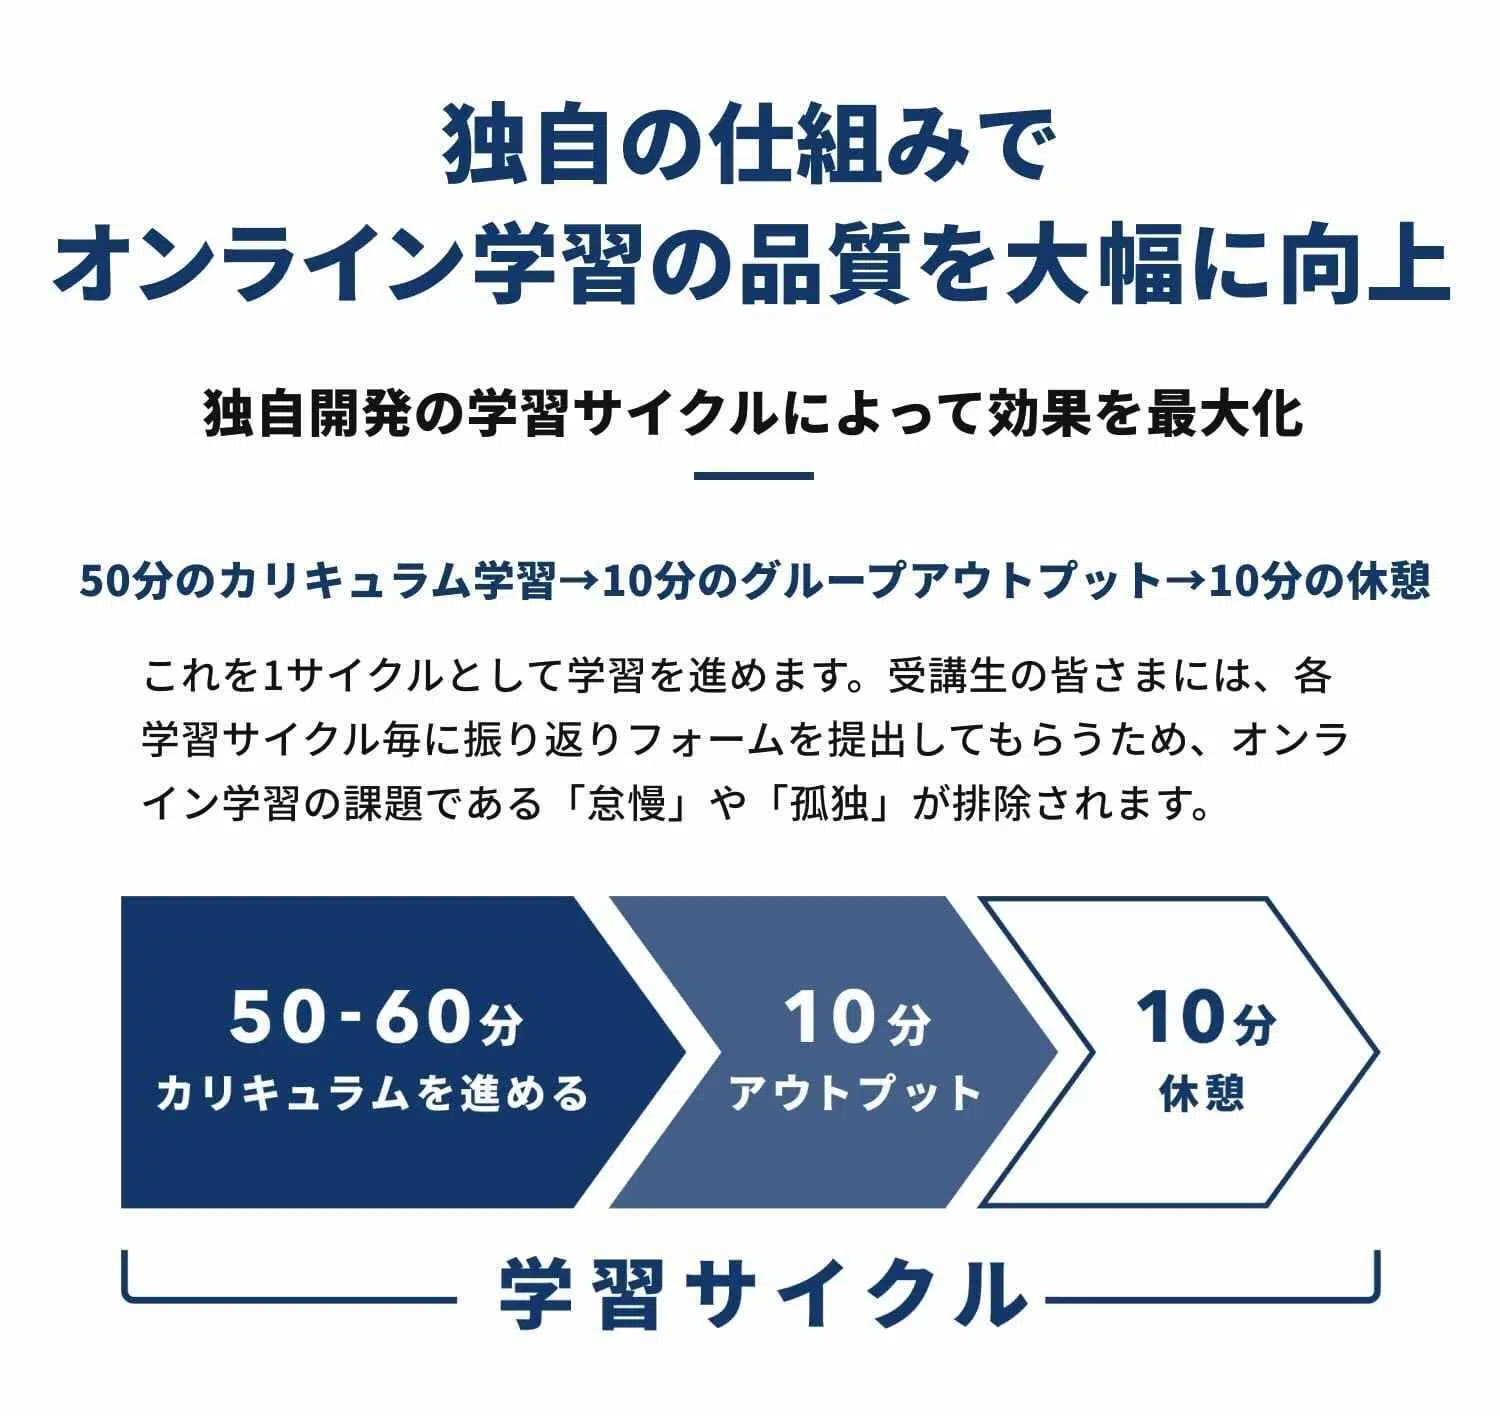 独自の仕組みで
オンライン学習の品質を大幅に向上
独自開発の学習サイクルによって効果を最大化
50分のカリキュラム学習→10分のグループアウトプット→10分の休憩
これを1サイクルとして学習を進めます。受講生の皆さまには、各
学習サイクル毎に振り返りフォームを提出してもらうため、オンラ
イン学習の課題である「怠慢」や「孤独」が排除されます。
50-60分
カリキュラムを進める
10分
アウトプット
10分
休憩
学習サイクル